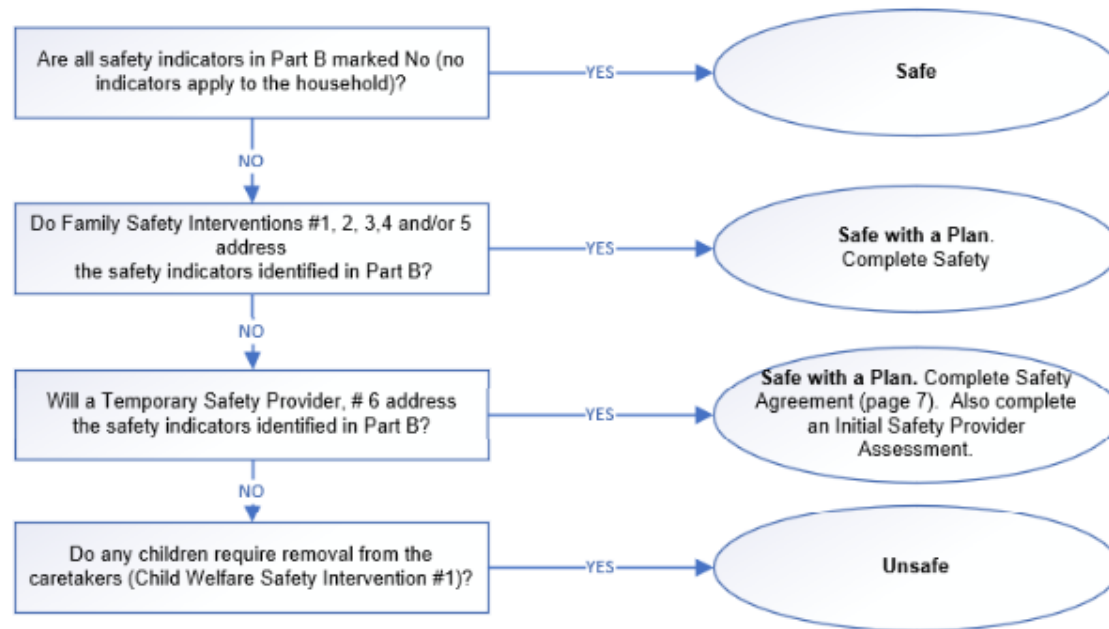 Are all safety indicators in Part B marked No (no
indicators apply to the household)?
YES
Safe
NO
Do Family Safety Interventions #1, 2, 3,4 and/or 5
address
the safety indicators identified in Part B?
YES
Safe with a Plan.
Complete Safety
NO
Will a Temporary Safety Provider, # 6 address
the safety indicators identified in Part B?
YES
Safe with a Plan. Complete Safety
Agreement (page 7). Also complete
an Initial Safety Provider
Assessment.
NO
Do any children require removal from the
caretakers (Child Welfare Safety Intervention #1)?
YES
Unsafe